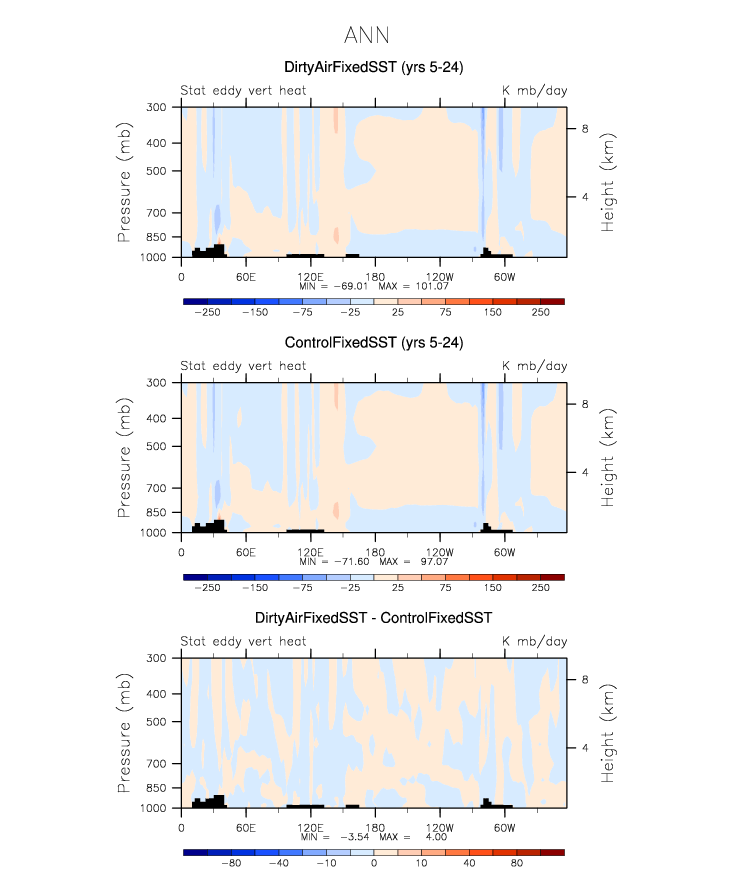 ANN
DirtyAirFixedSST (yrs 5-24)
Stat eddy vert heat K mb/day
300
400
500
700
850
1000
Pressure (mb)
8
4
Height (km)
0 60E 120E 180 120W 60W
MIN = -69.01 MAX = 101.07
-250 -150 -75 -25 25 75 150 250
ControlFixedSST (yrs 5-24)
Stat eddy vert heat K mb/day
300
400
500
700
850
1000
Pressure (mb)
8
4
Height (km)
0 60E 120E 180 120W 60W
MIN = -71.60 MAX = 97.07
-250 -150 -75 -25 25 75 150 250
DirtyAirFixedSST - ControlFixedSST
Stat eddy vert heat K mb/day
300
400
500
700
850
1000
Pressure (mb)
8
4
Height (km)
0 60E 120E 180 120W 60W
MIN = -3.54 MAX = 4.00
-80 -40 -10 0 10 40 80